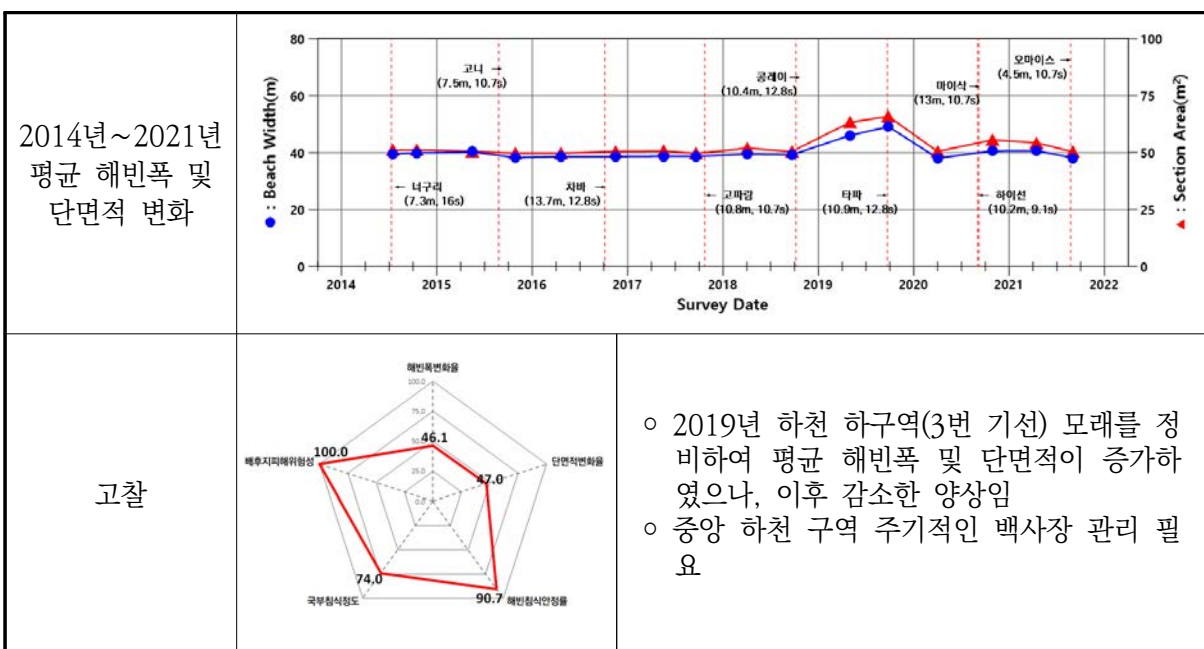 2014년~2021년
평균 해빈폭 및
단면적 변화
● : Beach Width(m)
80
60
40
20
0
고니 →
(7.5m, 10.7s)
콩레이 →
(10.4m, 12.8s)
마이삭 →
(13m, 10.7s)
오마이스 →
(4.5m, 10.7s)
← 너구리
(7.3m, 16s)
차바 →
(13.7m, 12.8s)
← 고파람
(10.8m, 10.7s)
타파 →
(10.9m, 12.8s)
← 하이선
(10.2m, 9.1s)
100
75
50
25
0
▲ : Section Area(m²)
2014 2015 2016 2017 2018 2019 2020 2021 2022
Survey Date
고찰
해빈폭변화율
100.0
75.0
50.0
25.0
0.0
46.1
단면적변화율
47.0
해빈침식안정률
90.7
국부침식정도
74.0
배후지피해위험성
100.0
○ 2019년 하천 하구역(3번 기선) 모래를 정
비하여 평균 해빈폭 및 단면적이 증가하
였으나, 이후 감소한 양상임
○ 중앙 하천 구역 주기적인 백사장 관리 필
요